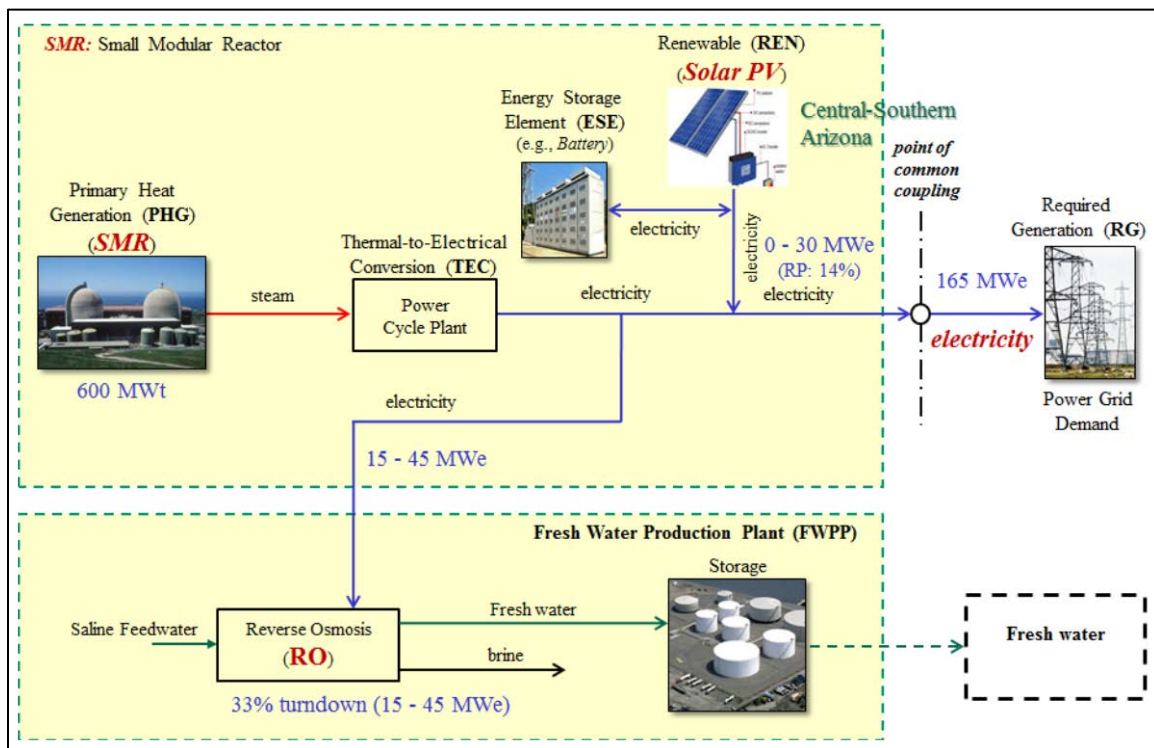 SMR: Small Modular Reactor
Renewable (REN)
(Solar PV)
Energy Storage
Element (ESE)
(e.g., Battery)
Central-Southern
Arizona
point of
common
coupling
Primary Heat
Generation (PHG)
(SMR)
Required
Generation (RG)
Thermal-to-Electrical
Conversion (TEC)
electricity
electricity
0 - 30 MWe
(RP: 14%)
steam
Power
Cycle Plant
electricity
electricity
165 MWe
electricity
600 MWt
electricity
Power Grid
Demand
15 - 45 MWe
Fresh Water Production Plant (FWPP)
Storage
Saline Feedwater
Reverse Osmosis
(RO)
Fresh water
brine
Fresh water
33% turndown (15 - 45 MWe)